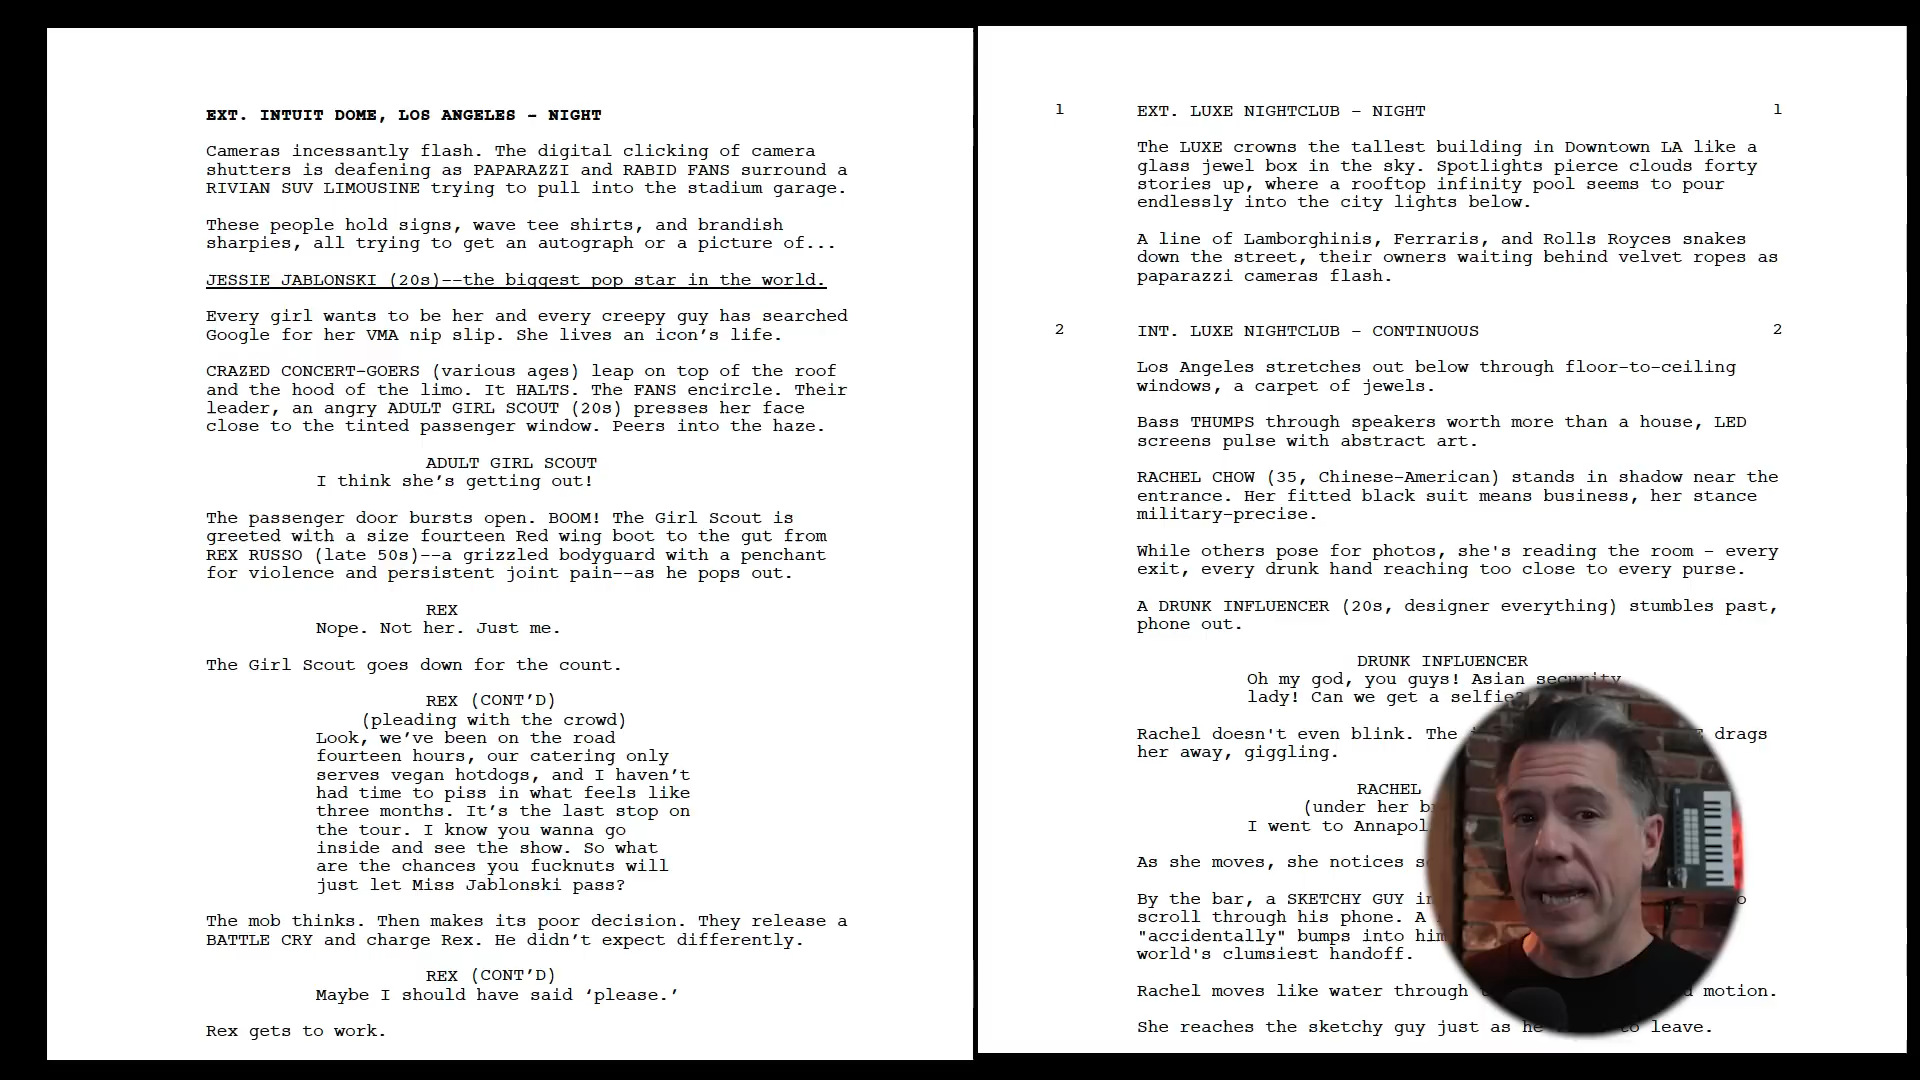 EXT. INTUIT DOME, LOS ANGELES – NIGHT
Cameras incessantly flash. The digital clicking of camera
shutters is deafening as PAPARAZZI and RABID FANS surround a
RIVIAN SUV LIMOUSINE trying to pull into the stadium garage.
These people hold signs, wave tee shirts, and brandish
sharpies, all trying to get an autograph or a picture of...
JESSIE JABLONSKI (20s)--the biggest pop star in the world.
Every girl wants to be her and every creepy guy has searched
Google for her VMA nip slip. She lives an icon’s life.
CRAZED CONCERT-GOERS (various ages) leap on top of the roof
and the hood of the limo. It HALTS. The FANS encircle. Their
leader, an angry ADULT GIRL SCOUT (20s) presses her face
close to the tinted passenger window. Peers into the haze.
ADULT GIRL SCOUT
I think she’s getting out!
The passenger door bursts open. BOOM! The Girl Scout is
greeted with a size fourteen Red wing boot to the gut from
REX RUSSO (late 50s)--a grizzled bodyguard with a penchant
for violence and persistent joint pain--as he pops out.
REX
Nope. Not her. Just me.
The Girl Scout goes down for the count.
REX (CONT’D)
(pleading with the crowd)
Look, we’ve been on the road
fourteen hours, our catering only
serves vegan hotdogs, and I haven’t
had time to piss in what feels like
three months. It’s the last stop on
the tour. I know you wanna go
inside and see the show. So what
are the chances you fucknuts will
just let Miss Jablonski pass?
The mob thinks. Then makes its poor decision. They release a
BATTLE CRY and charge Rex. He didn’t expect differently.
REX (CONT’D)
Maybe I should have said ‘please.’
Rex gets to work.
1 EXT. LUXE NIGHTCLUB – NIGHT 1
The LUXE crowns the tallest building in Downtown LA like a
glass jewel box in the sky. Spotlights pierce clouds forty
stories up, where a rooftop infinity pool seems to pour
endlessly into the city lights below.
A line of Lamborghinis, Ferraris, and Rolls Royces snakes
down the street, their owners waiting behind velvet ropes as
paparazzi cameras flash.
2 INT. LUXE NIGHTCLUB – CONTINUOUS 2
Los Angeles stretches out below through floor-to-ceiling
windows, a carpet of jewels.
Bass THUMPS through speakers worth more than a house, LED
screens pulse with abstract art.
RACHEL CHOW (35, Chinese-American) stands in shadow near the
entrance. Her fitted black suit means business, her stance
military-precise.
While others pose for photos, she's reading the room – every
exit, every drunk hand reaching too close to every purse.
A DRUNK INFLUENCER (20s, designer everything) stumbles past,
phone out.
DRUNK INFLUENCER
Oh my god, you guys! Asian security
lady! Can we get a selfie?
Rachel doesn't even blink. The drags
her away, giggling.
RACHEL
(under her
I went to
As she moves, she notices
By the bar, a SKETCHY GUY
scroll through his phone. A
"accidentally" bumps into him
world's clumsiest handoff.
Rachel moves like water through motion.
She reaches the sketchy guy just as he to leave.